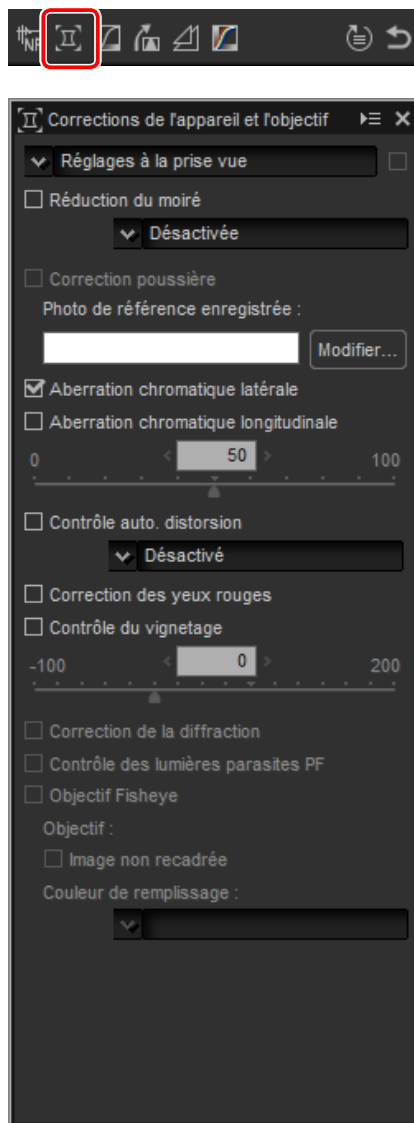 NR
Corrections de l'appareil et l'objectif
Réglages à la prise vue
Réduction du moiré
Désactivée
Correction poussière
Photo de référence enregistrée :
Modifier...
Aberration chromatique latérale
Aberration chromatique longitudinale
0 50 100
Contrôle auto. distorsion
Désactivé
Correction des yeux rouges
Contrôle du vignetage
-100 0 200
Correction de la diffraction
Contrôle des lumières parasites PF
Objectif Fisheye
Objectif :
Image non recadrée
Couleur de remplissage :